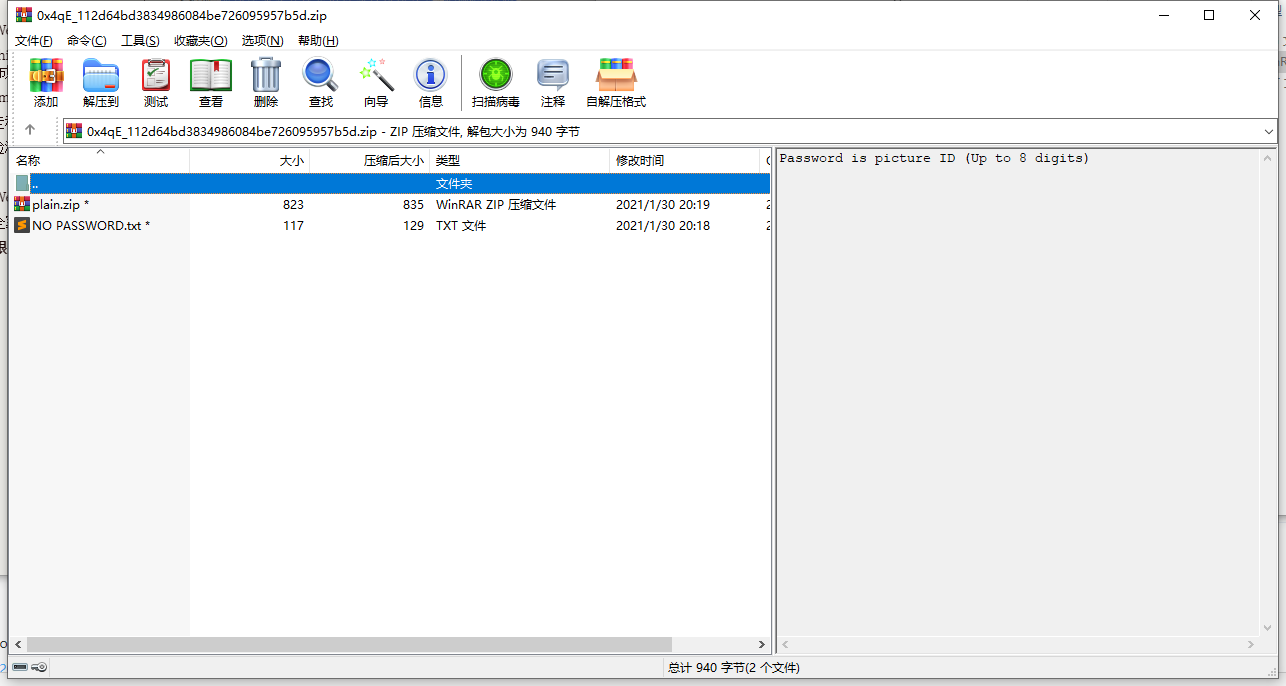 0x4qE_112d64bd3834986084be726095957b5d.zip
文件(F) 命令(C) 工具(S) 收藏夹(O) 选项(N) 帮助(H)
添加 解压到 测试 查看 删除 查找 向导 信息 扫描病毒 注释 自解压格式
0x4qE_112d64bd3834986084be726095957b5d.zip - ZIP 压缩文件, 解包大小为 940 字节
名称 大小 压缩后大小 类型 修改时间
.. 文件夹
plain.zip * 823 835 WinRAR ZIP 压缩文件 2021/1/30 20:19
NO PASSWORD.txt * 117 129 TXT 文件 2021/1/30 20:18
Password is picture ID (Up to 8 digits)
总计 940 字节(2 个文件)